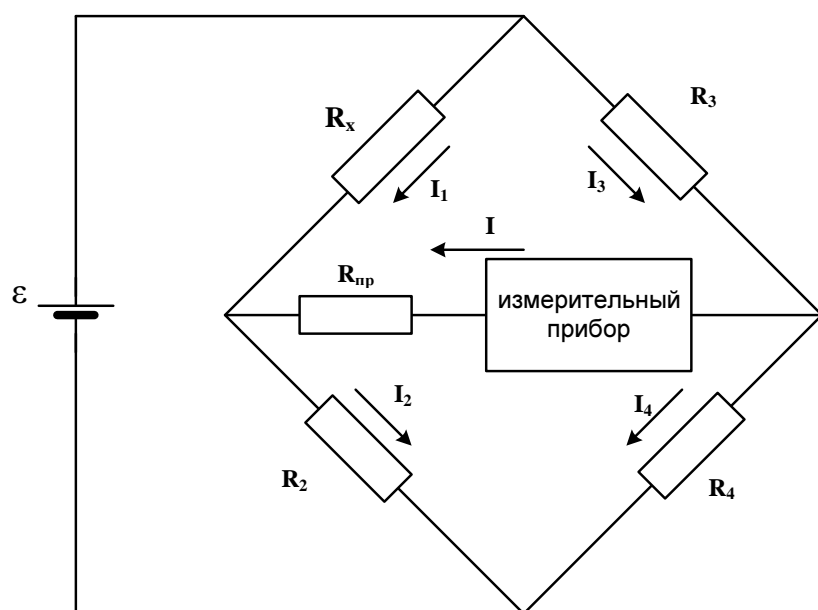 Rx
R3
I1
I3
I
ε
Rпр
измерительный
прибор
I2
I4
R2
R4